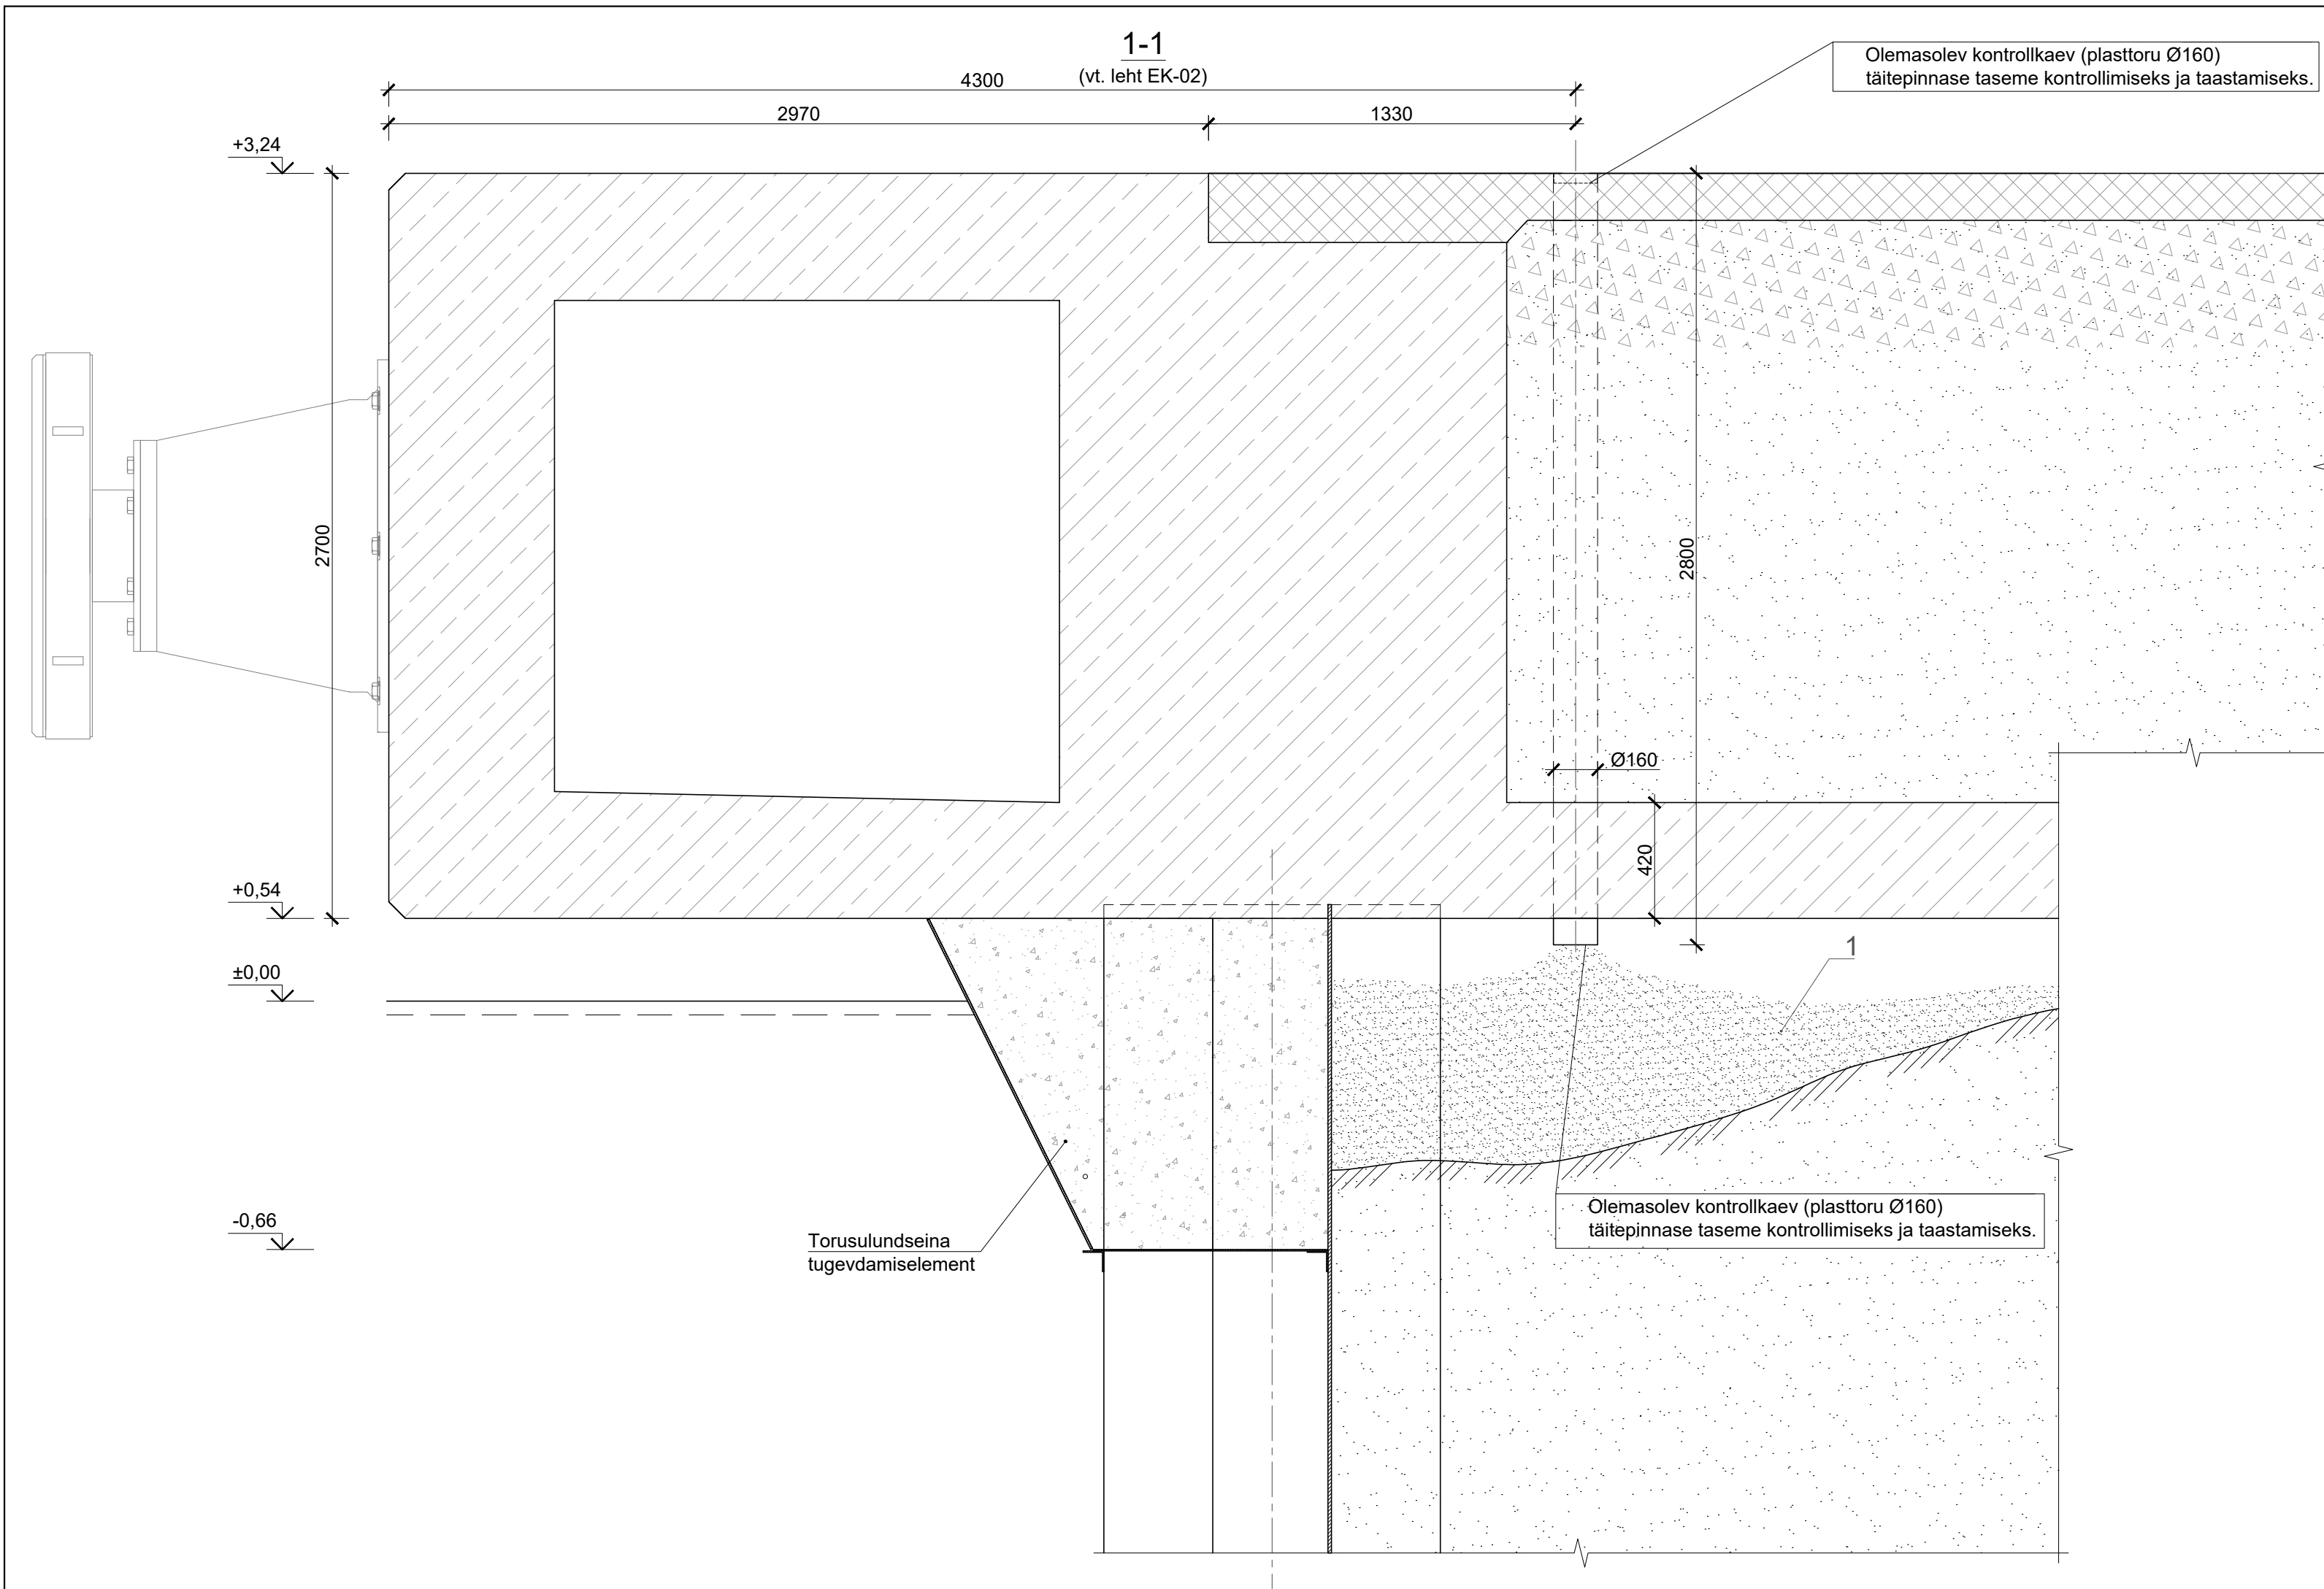 1-1
(vt. leht EK-02)
Olemasolev kontrollkaev (plasttoru Ø160)
täitepinnase taseme kontrollimiseks ja taastamiseks.
4300
2970
1330
+3,24
2700
2800
Ø160
420
+0,54
1
±0,00
Olemasolev kontrollkaev (plasttoru Ø160)
täitepinnase taseme kontrollimiseks ja taastamiseks.
-0,66
Torusulundseina
tugevdamiselement